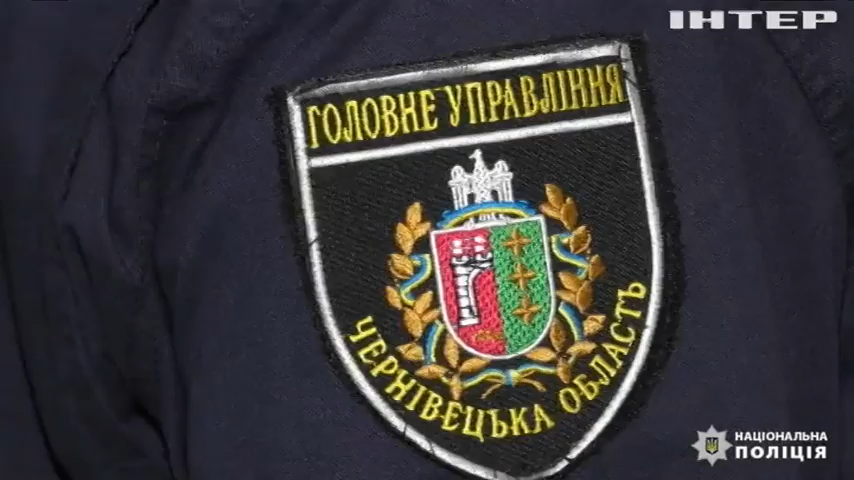 ІНТЕР
ГОЛОВНЕ УПРАВЛІННЯ
ЧЕРНІВЕЦЬКА ОБЛАСТЬ
НАЦІОНАЛЬНА
ПОЛІЦІЯ